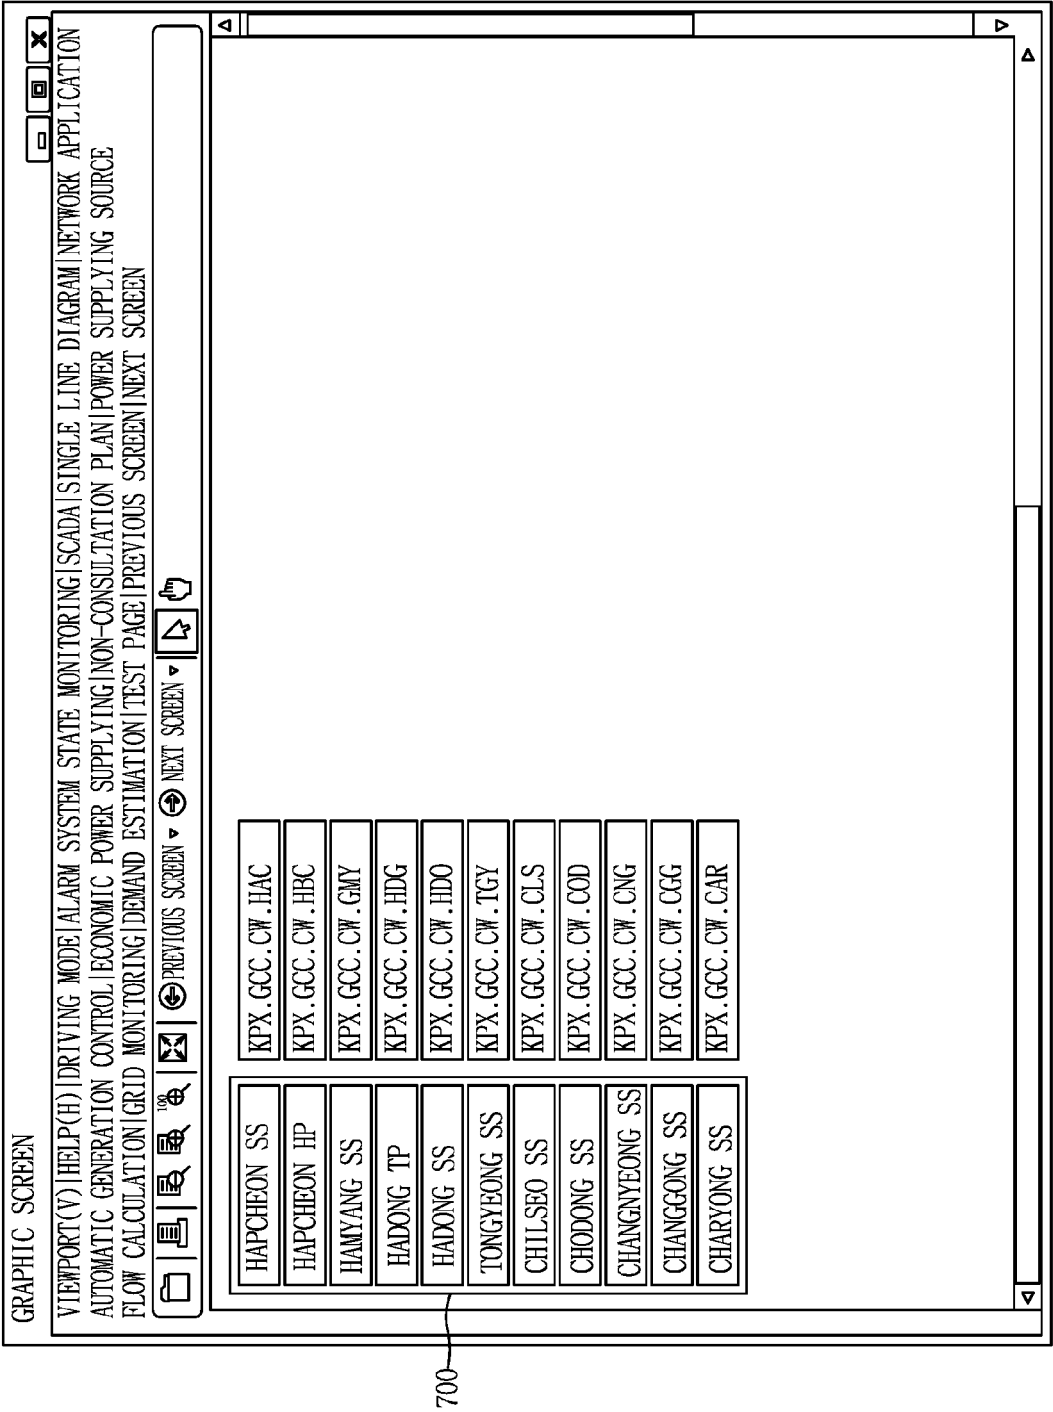 GRAPHIC SCREEN
VIEWPORT(V)|HELP(H)|DRIVING MODE|ALARM SYSTEM STATE MONITORING|SCADA|SINGLE LINE DIAGRAM|NETWORK APPLICATION
AUTOMATIC GENERATION CONTROL|ECONOMIC POWER SUPPLYING|NON-CONSULTATION PLAN|POWER SUPPLYING SOURCE
FLOW CALCULATION|GRID MONITORING|DEMAND ESTIMATION|TEST PAGE|PREVIOUS SCREEN|NEXT SCREEN
100 PREVIOUS SCREEN NEXT SCREEN
HAPCHEON SS KPX.GCC.CW.HAC
HAPCHEON HP KPX.GCC.CW.HBC
HAMYANG SS KPX.GCC.CW.GMY
HADONG TP KPX.GCC.CW.HDG
HADONG SS KPX.GCC.CW.HDO
TONGYEONG SS KPX.GCC.CW.TGY
CHILSEO SS KPX.GCC.CW.CLS
CHODONG SS KPX.GCC.CW.COD
CHANGNYEONG SS KPX.GCC.CW.CNG
CHANGGONG SS KPX.GCC.CW.CGG
CHARYONG SS KPX.GCC.CW.CAR
700